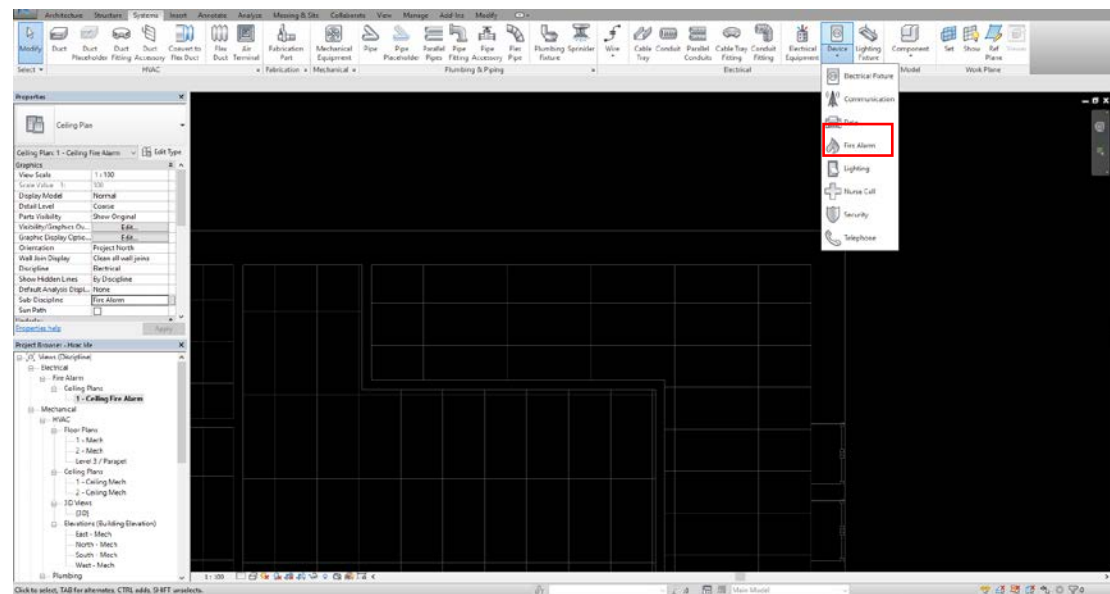 Architecture Structure Systems Insert Annotate Analyze Massing & Site Collaborate View Manage Add-Ins Modify
Modify Duct Duct Placeholder Duct Fitting Duct Accessory Convert to Flex Duct Flex Duct Air Terminal Fabrication Part Mechanical Equipment Pipe Pipe Placeholder Parallel Pipes Pipe Fitting Pipe Accessory Flex Pipe Plumbing Fixture Sprinkler Wire Cable Tray Conduit Parallel Conduits Cable Tray Fitting Conduit Fitting Electrical Equipment Device Lighting Fixture Component Set Show Ref Plane Viewer
Select HVAC Fabrication Mechanical Plumbing & Piping Electrical Model Work Plane
Electrical Fixture
Communication
Data
Fire Alarm
Lighting
Nurse Call
Security
Telephone
Properties
Ceiling Plan
Ceiling Plan: 1 - Ceiling Fire Alarm Edit Type
Graphics
View Scale 1 : 100
Scale Value 1: 100
Display Model Normal
Detail Level Coarse
Parts Visibility Show Original
Visibility/Graphics Ov... Edit...
Graphic Display Optio... Edit...
Orientation Project North
Wall Join Display Clean all wall joins
Discipline Electrical
Show Hidden Lines By Discipline
Default Analysis Displ... None
Sub-Discipline Fire Alarm
Sun Path
Underlay
Properties help Apply
Project Browser - Hvac
Views (Discipline)
Electrical
Fire Alarm
Ceiling Plans
1 - Ceiling Fire Alarm
Mechanical
HVAC
Floor Plans
1 - Mech
2 - Mech
Level 3 / Parapet
Ceiling Plans
1 - Ceiling Mech
2 - Ceiling Mech
3D Views
{3D}
Elevations (Building Elevation)
East - Mech
North - Mech
South - Mech
West - Mech
Plumbing
1 : 100
Click to select, TAB for alternates, CTRL adds, SHIFT unselects.
Main Model